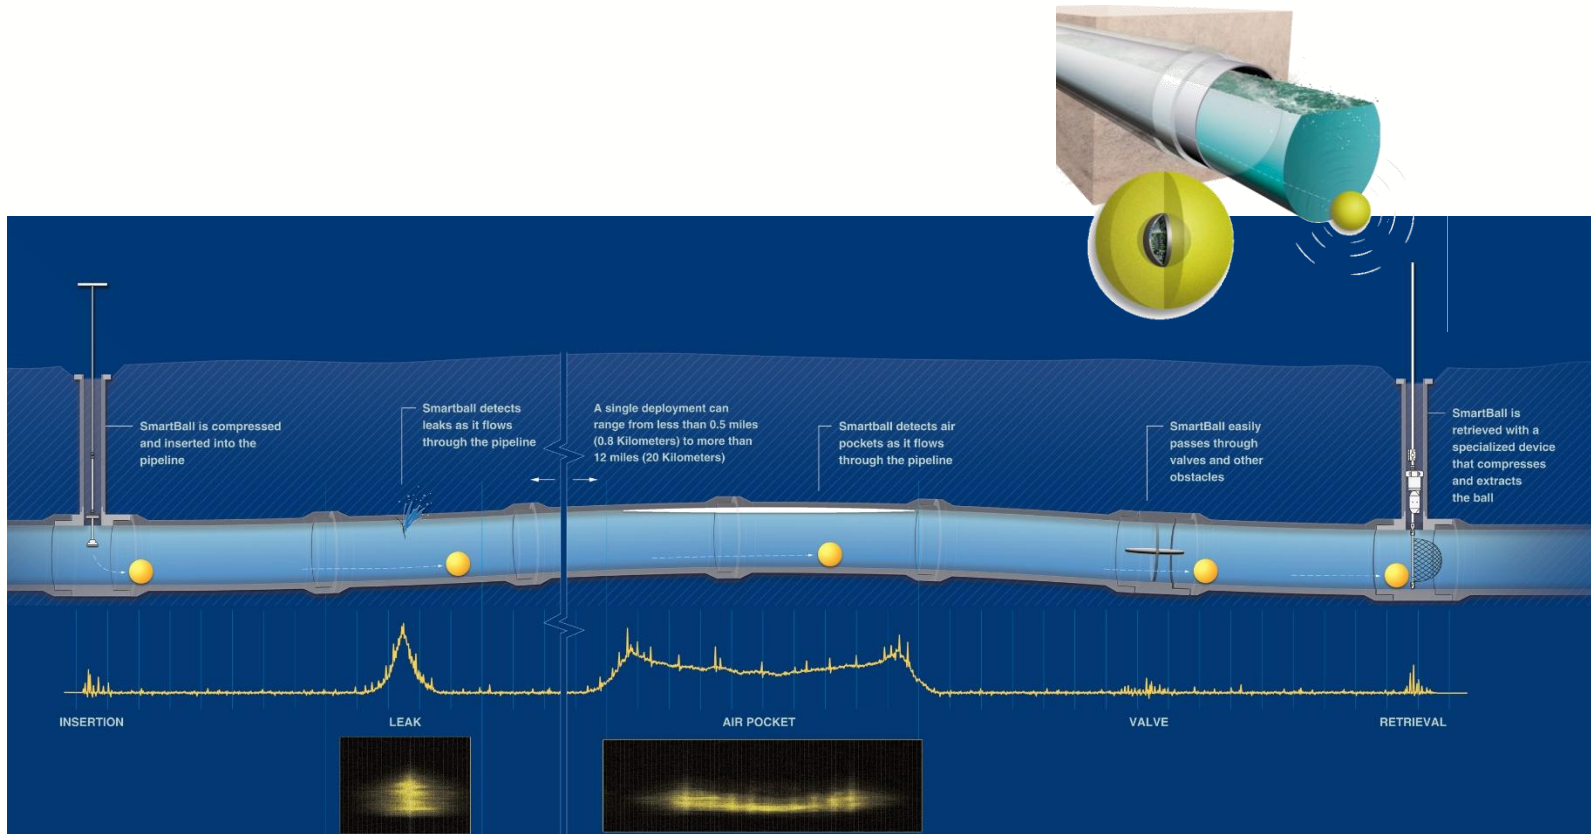 SmartBall is compressed
and inserted into the
pipeline
Smartball detects
leaks as it flows
through the pipeline
A single deployment can
range from less than 0.5 miles
(0.8 Kilometers) to more than
12 miles (20 Kilometers)
SmartBall detects air
pockets as it flows
through the pipeline
SmartBall easily
passes through
valves and other
obstacles
SmartBall is
retrieved with a
specialized device
that compresses
and extracts
the ball
INSERTION
LEAK
AIR POCKET
VALVE
RETRIEVAL